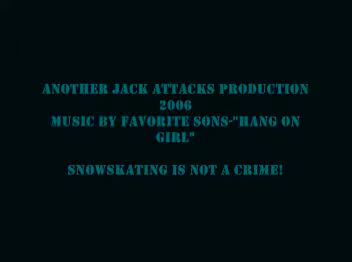 ANOTHER JACK ATTACKS PRODUCTION
2006
MUSIC BY FAVORITE SONS-"HANG ON
GIRL"
SNOWSKATING IS NOT A CRIME!